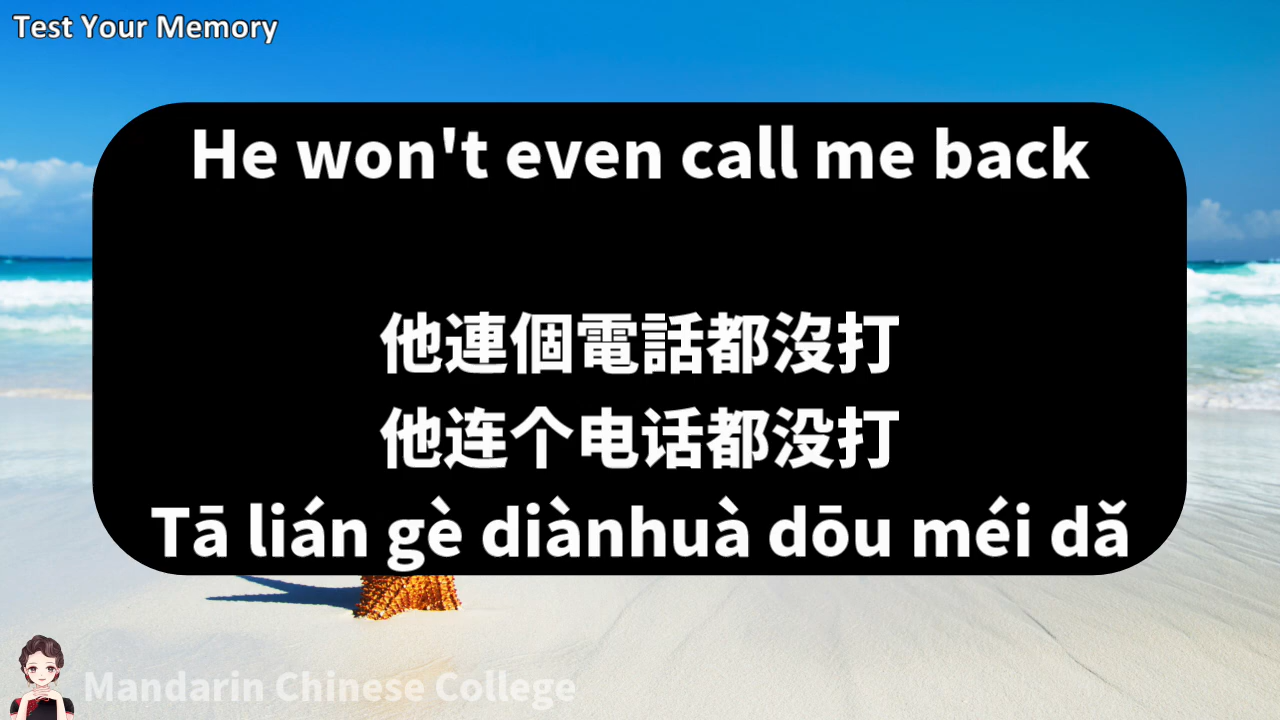 Test Your Memory
He won't even call me back
他連個電話都沒打
他连个电话都没打
Tā lián gè diànhuà dōu méi dǎ
Mandarin Chinese College